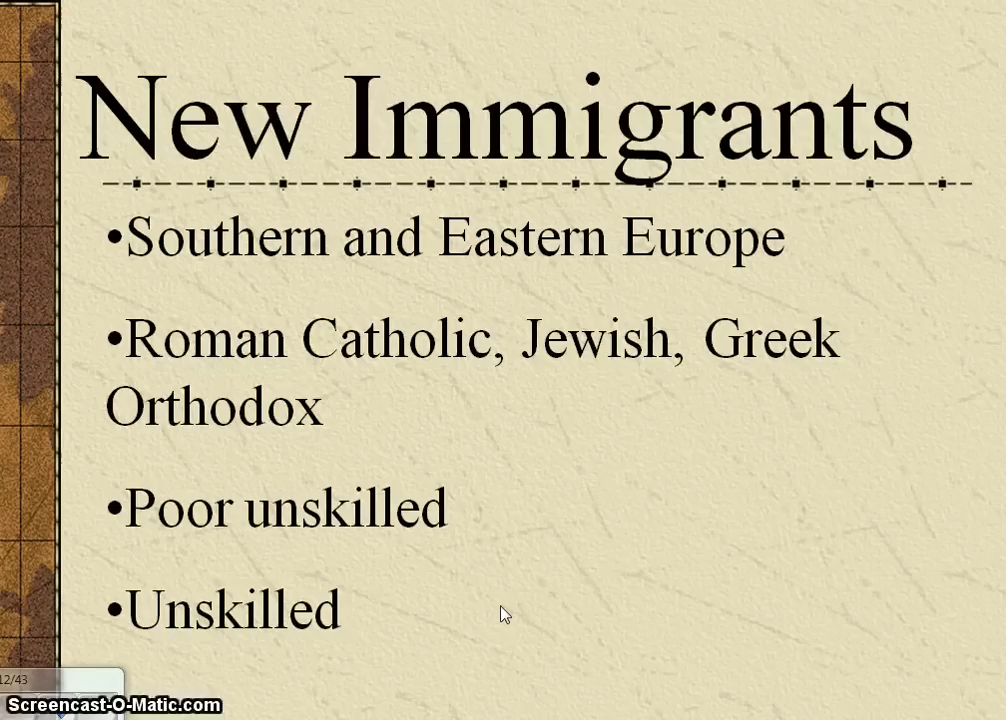 New Immigrants
•Southern and Eastern Europe
•Roman Catholic, Jewish, Greek
Orthodox
•Poor unskilled
•Unskilled
12/43
Screencast-O-Matic.com